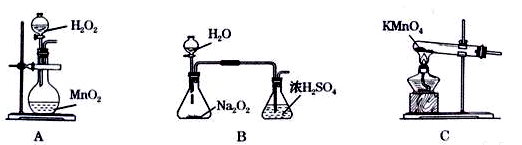 H₂O₂
MnO₂
A
H₂O
Na₂O₂
浓H₂SO₄
B
KMnO₄
C